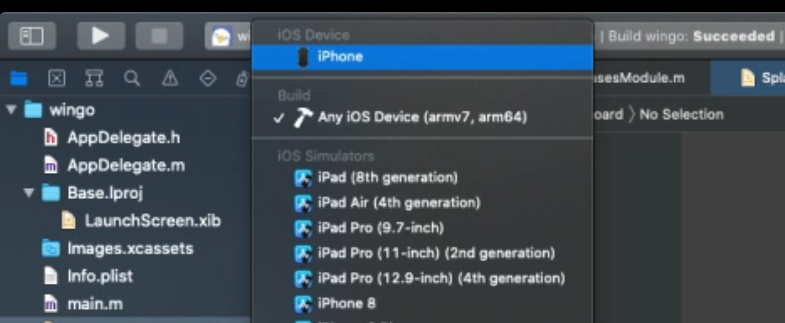 wi
iOS Device
iPhone
| Build wingo: Succeeded |
asesModule.m
Spla
Build
✓ Any iOS Device (armv7, arm64)
oard 〉 No Selection
wingo
h AppDelegate.h
m AppDelegate.m
Base.lproj
LaunchScreen.xib
Images.xcassets
Info.plist
m main.m
iOS Simulators
iPad (8th generation)
iPad Air (4th generation)
iPad Pro (9.7-inch)
iPad Pro (11-inch) (2nd generation)
iPad Pro (12.9-inch) (4th generation)
iPhone 8